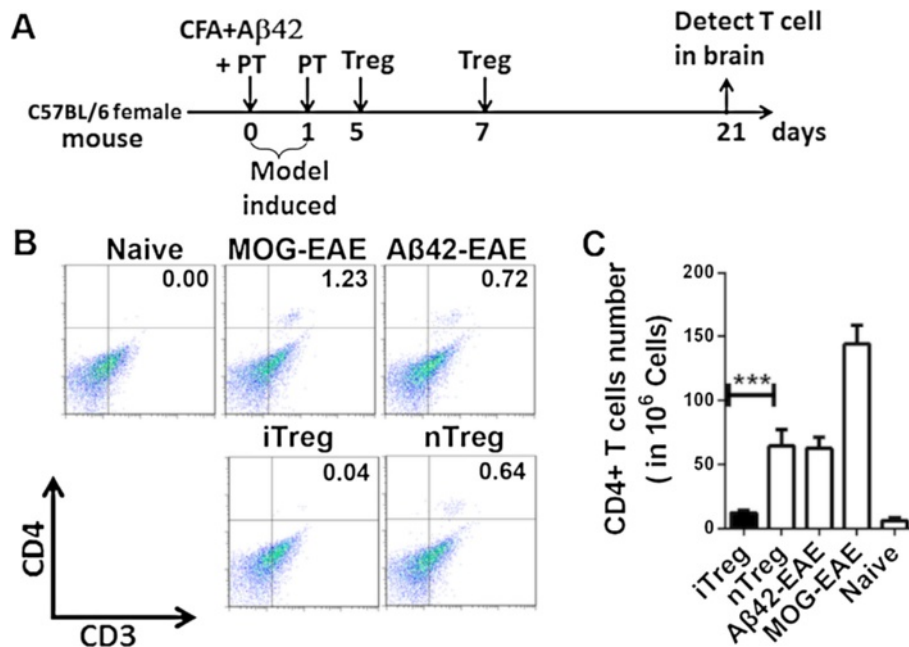 A
CFA+Aβ42
+ PT
PT
Treg
Treg
Detect T cell
in brain
C57BL/6 female
mouse
0
1
5
7
21
days
Model
induced
B
Naive
MOG-EAE
Aβ42-EAE
0.00
1.23
0.72
iTreg
nTreg
0.04
0.64
CD4
CD3
C
CD4+ T cells number
( in 10⁶ Cells)
200
150
100
50
0
***
iTreg
nTreg
Aβ42-EAE
MOG-EAE
Naive